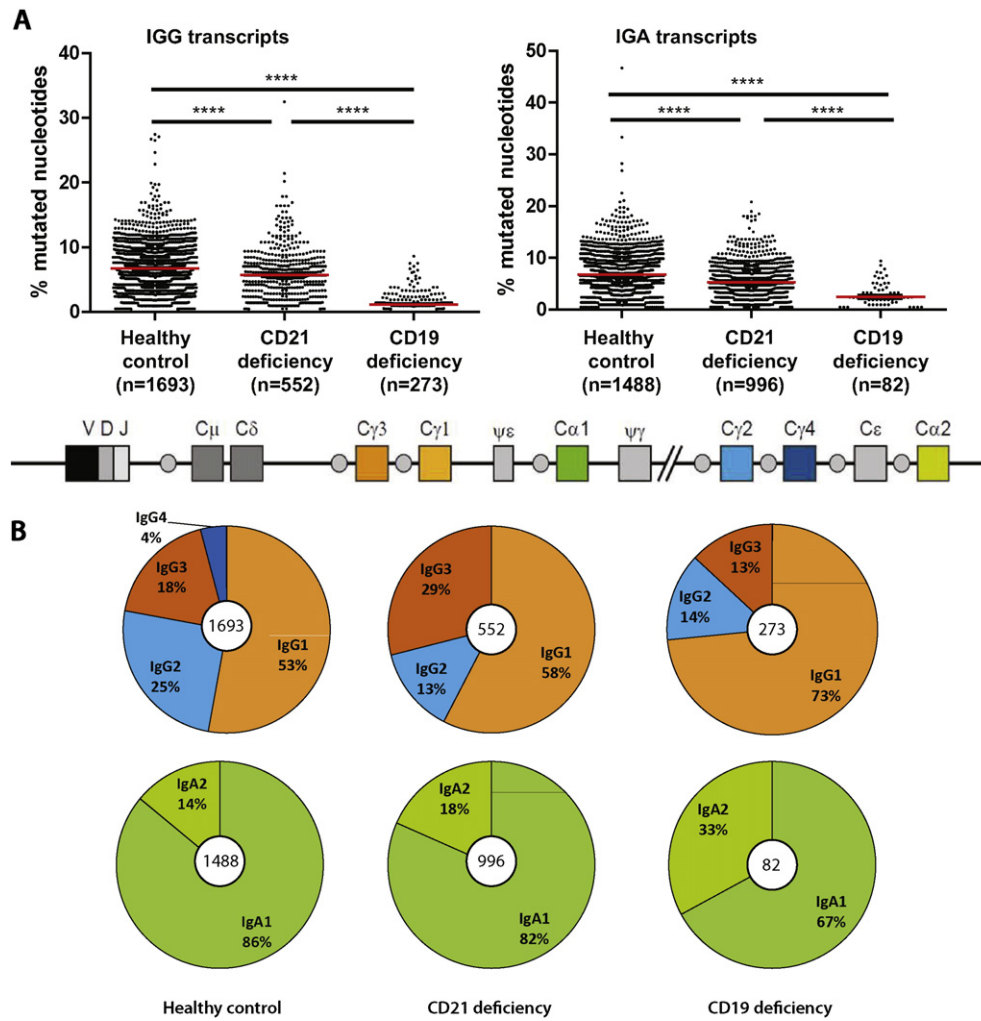 A
IGG transcripts
IGA transcripts
% mutated nucleotides
40
30
20
10
0
****
****
****
Healthy control (n=1693)
CD21 deficiency (n=552)
CD19 deficiency (n=273)
% mutated nucleotides
50
40
30
20
10
0
****
****
****
Healthy control (n=1488)
CD21 deficiency (n=996)
CD19 deficiency (n=82)
V D J Cμ Cδ Cγ3 Cγ1 ψε Cα1 ψγ Cγ2 Cγ4 Cε Cα2
B
IgG4
4%
IgG3
18%
IgG2
25%
IgG1
53%
1693
IgG3
29%
IgG2
13%
IgG1
58%
552
IgG3
13%
IgG2
14%
IgG1
73%
273
IgA2
14%
1488
IgA1
86%
IgA2
18%
996
IgA1
82%
IgA2
33%
82
IgA1
67%
Healthy control
CD21 deficiency
CD19 deficiency